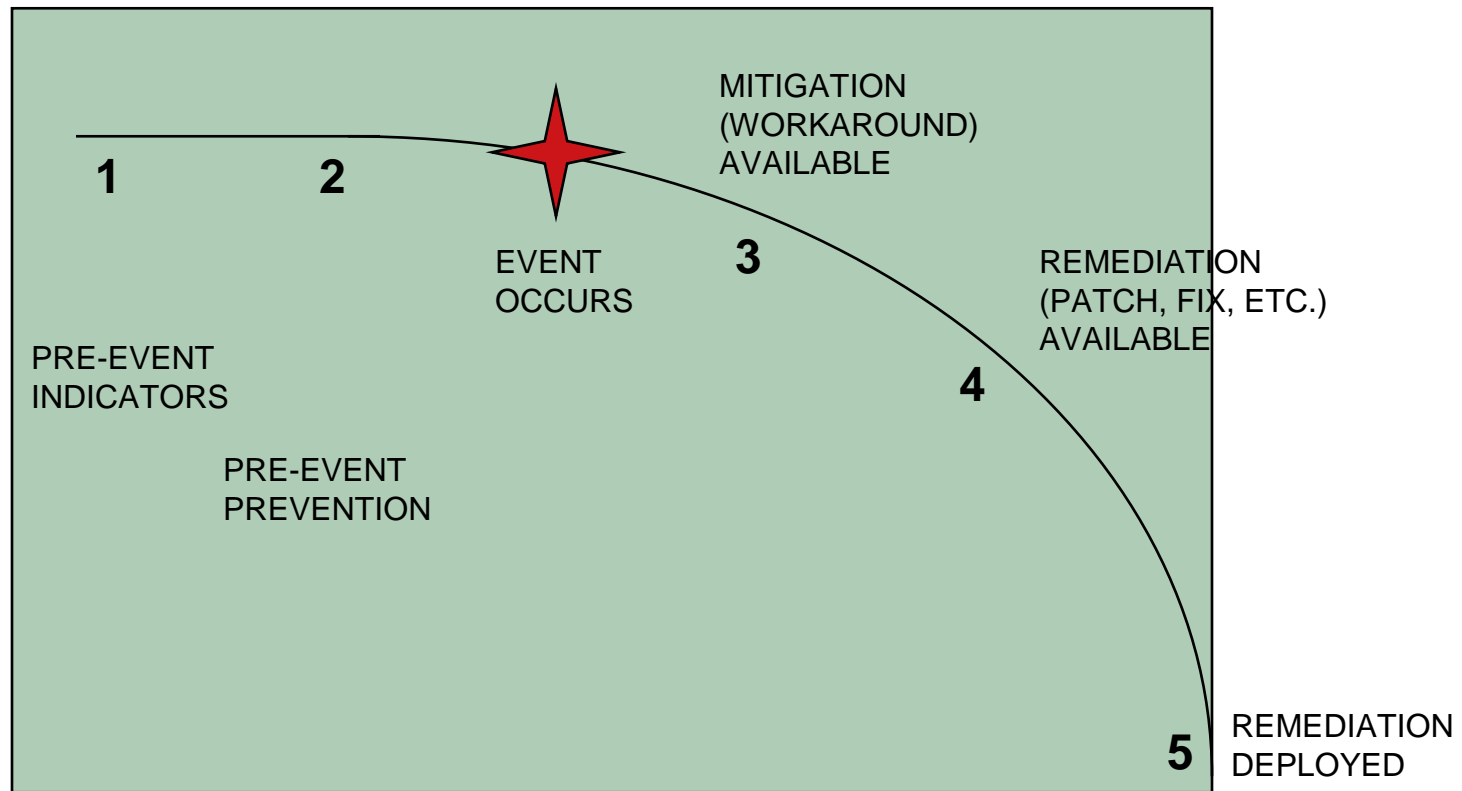 MITIGATION
(WORKAROUND)
AVAILABLE
1
2
EVENT
OCCURS
3
REMEDIATION
(PATCH, FIX, ETC.)
AVAILABLE
PRE-EVENT
INDICATORS
4
PRE-EVENT
PREVENTION
5
REMEDIATION
DEPLOYED